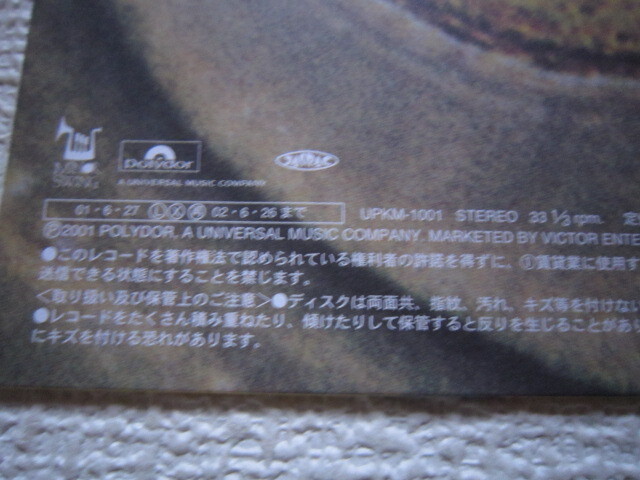 polydor
A UNIVERSAL MUSIC COMPANY
01・6・27 Ⓛ Ⓧ 02・6・26まで UPKM-1001 STEREO 33 1/3 rpm. 定
Ⓟ2001 POLYDOR. A UNIVERSAL MUSIC COMPANY. MARKETED BY VICTOR ENTE
●このレコードを著作権法で認められている権利者の許諾を得ずに、①賃貸業に使用す
送信できる状態にすることを禁じます。
<取り扱い及び保管上のご注意>●ディスクは両面共、指紋、汚れ、キズ等を付けない
●レコードをたくさん積み重ねたり、傾けたりして保管すると反りを生じることがあり
にキズを付ける恐れがあります。